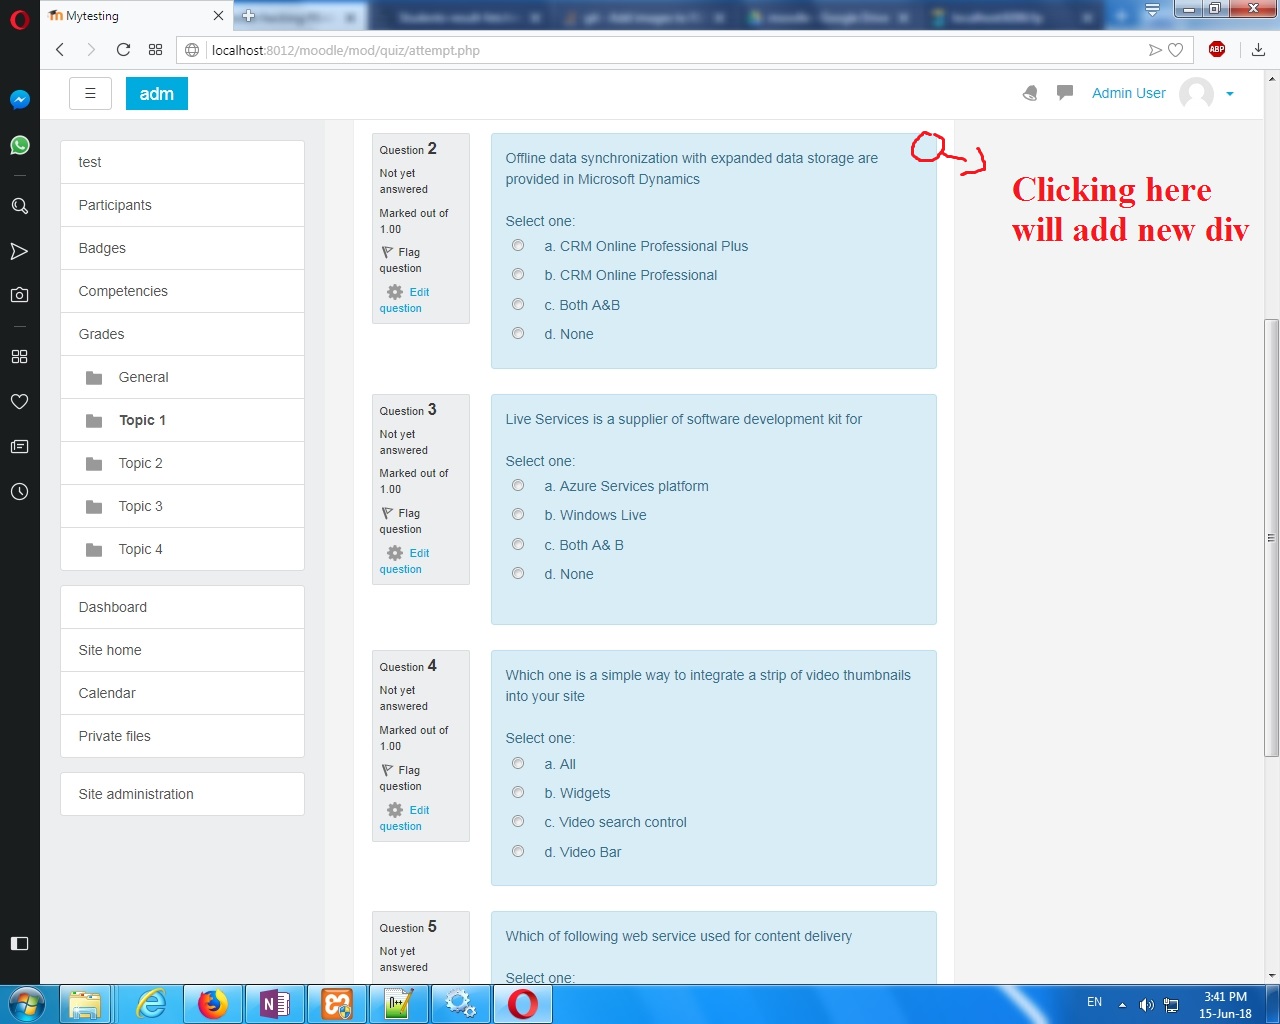 Mytesting
localhost:8012/moodle/mod/quiz/attempt.php
ABP
adm
Admin User
test
Participants
Badges
Competencies
Grades
General
Topic 1
Topic 2
Topic 3
Topic 4
Dashboard
Site home
Calendar
Private files
Site administration
Question 2
Not yet
answered
Marked out of
1.00
Flag
question
Edit
question
Offline data synchronization with expanded data storage are
provided in Microsoft Dynamics
Select one:
a. CRM Online Professional Plus
b. CRM Online Professional
c. Both A&B
d. None
Clicking here
will add new div
Question 3
Not yet
answered
Marked out of
1.00
Flag
question
Edit
question
Live Services is a supplier of software development kit for
Select one:
a. Azure Services platform
b. Windows Live
c. Both A& B
d. None
Question 4
Not yet
answered
Marked out of
1.00
Flag
question
Edit
question
Which one is a simple way to integrate a strip of video thumbnails
into your site
Select one:
a. All
b. Widgets
c. Video search control
d. Video Bar
Question 5
Not yet
answered
Which of following web service used for content delivery
Select one:
EN
3:41 PM
15-Jun-18